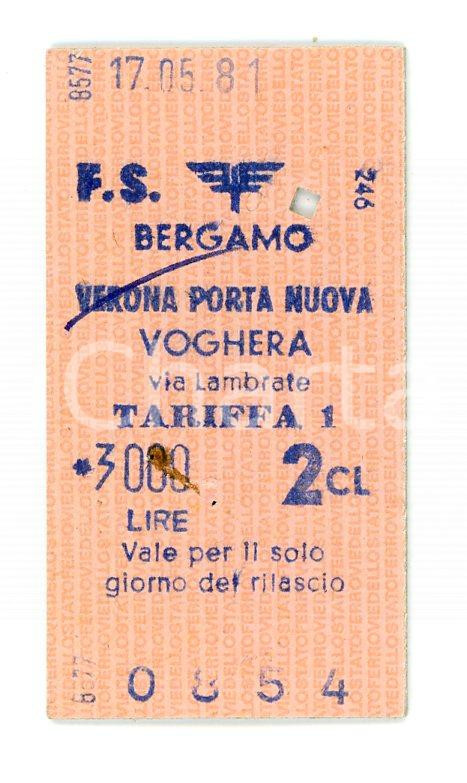 8577 17.05.81
F.S.
246
BERGAMO
VERONA PORTA NUOVA
VOGHERA
via Lambrate
TARIFFA 1
*3000 2CL
LIRE
Vale per il solo
giorno del rilascio
8577 0854